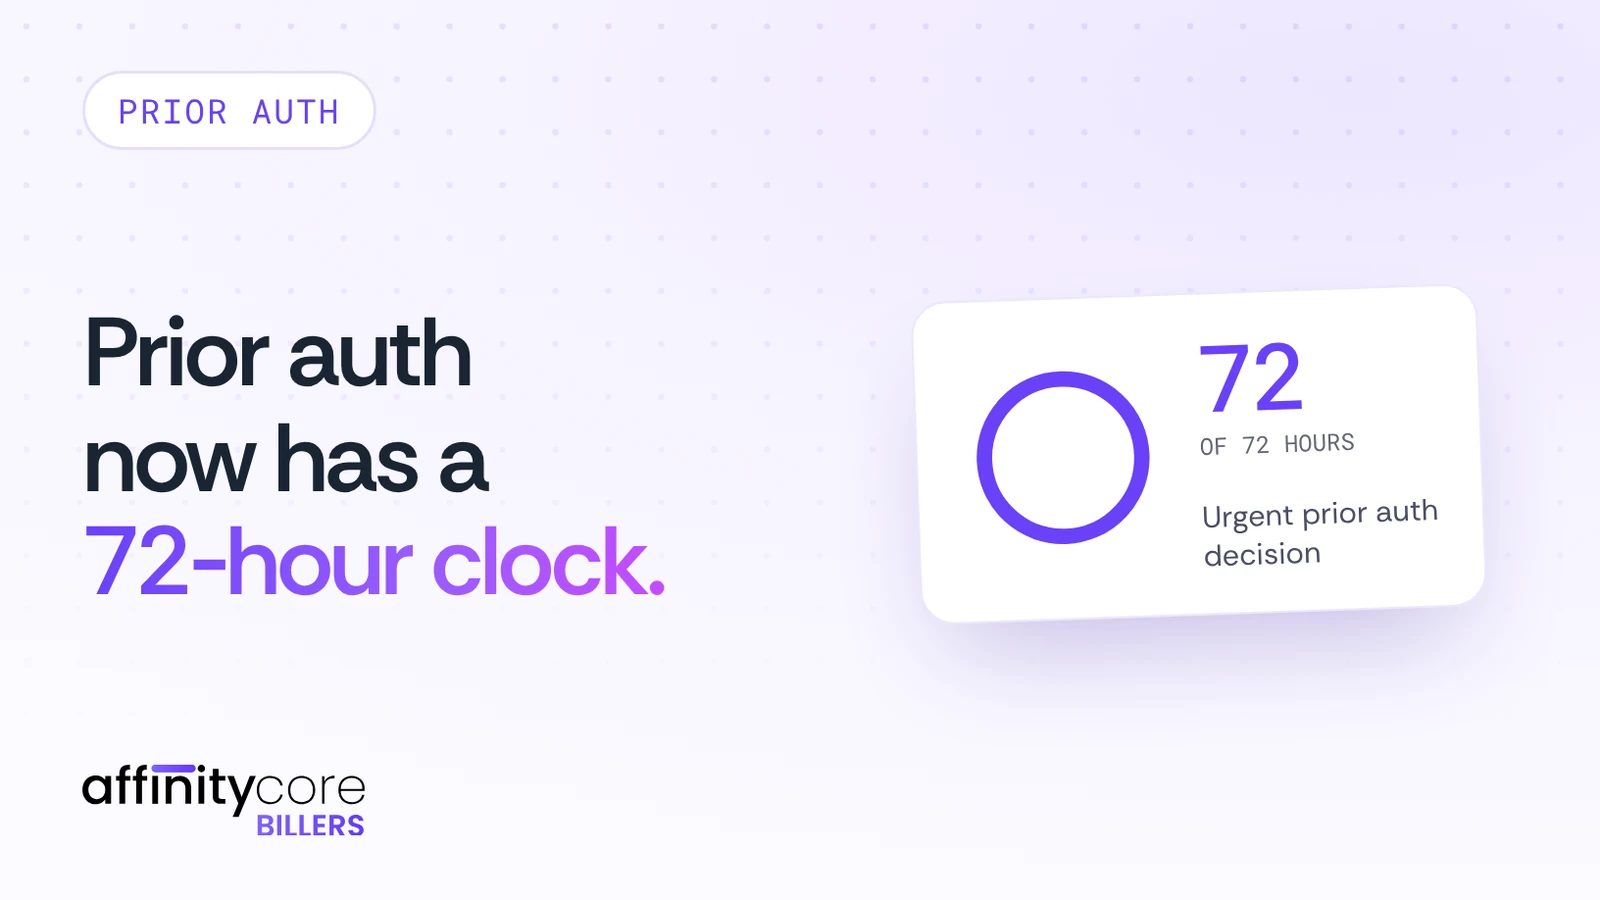 PRIOR AUTH
Prior auth
now has a
72-hour clock.
72
OF 72 HOURS
Urgent prior auth
decision
affinitycore
BILLERS